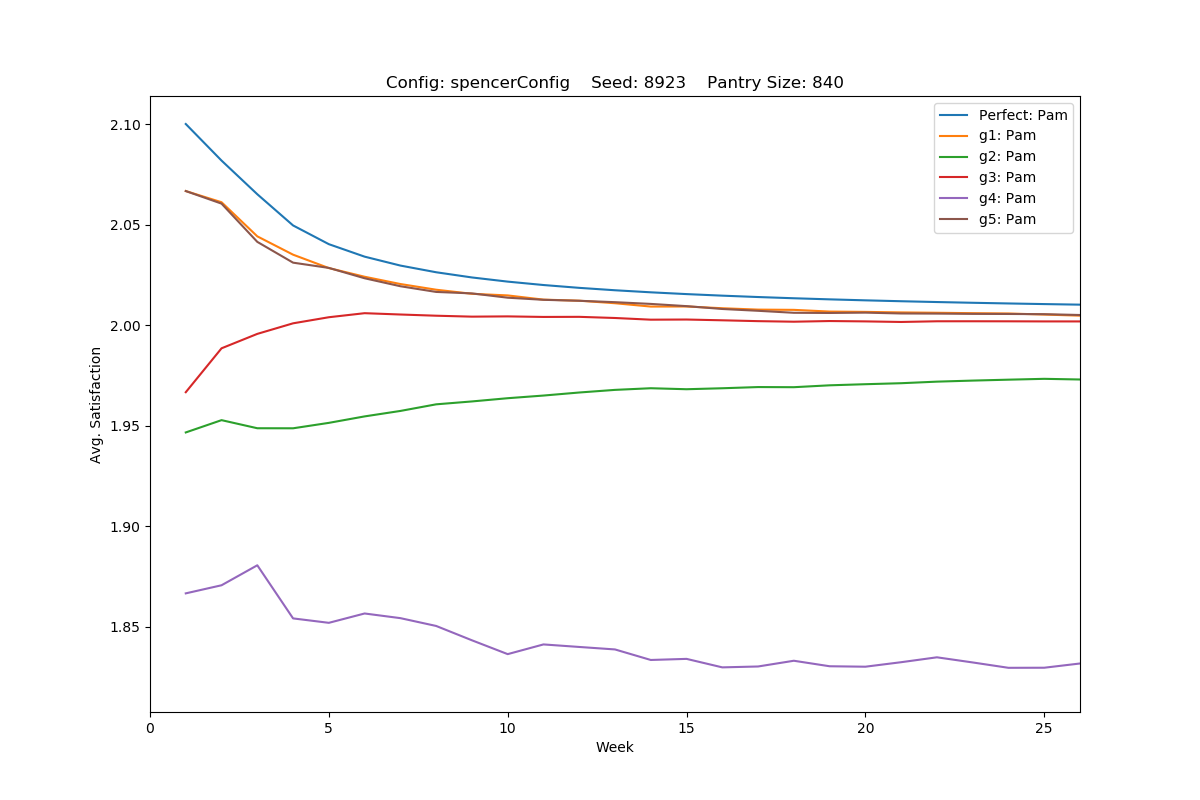 Config: spencerConfig    Seed: 8923    Pantry Size: 840
Perfect: Pam
g1: Pam
g2: Pam
g3: Pam
g4: Pam
g5: Pam
Avg. Satisfaction
2.10
2.05
2.00
1.95
1.90
1.85
0 5 10 15 20 25
Week